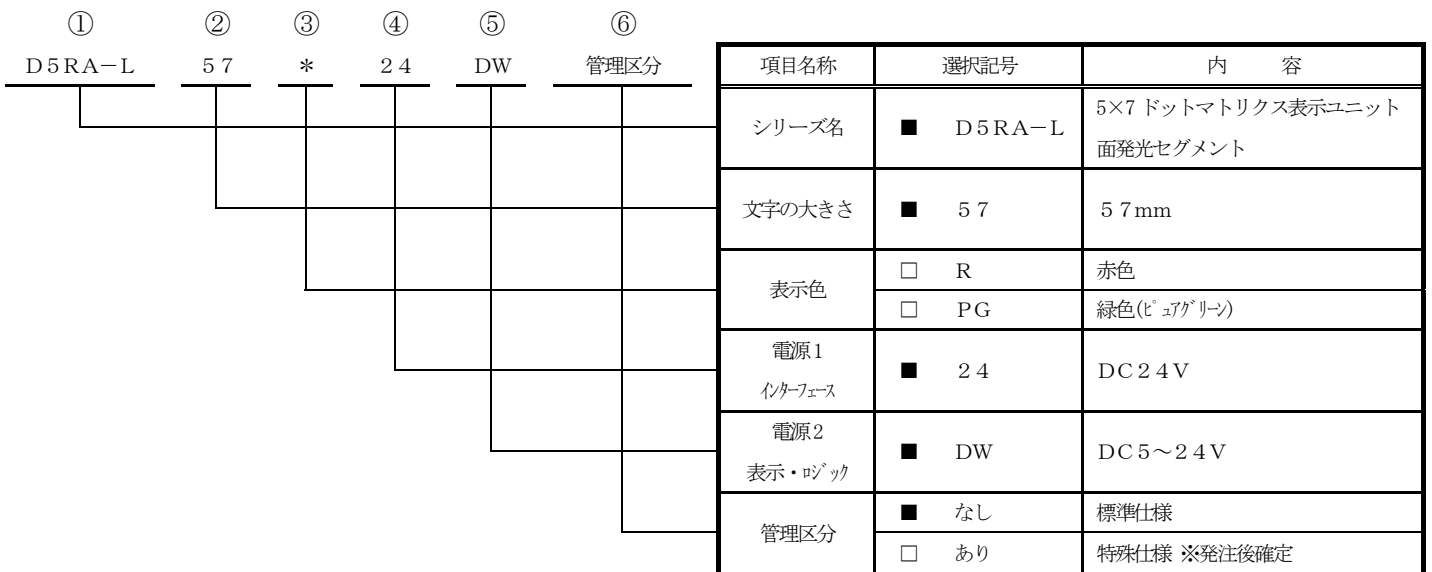 ① ② ③ ④ ⑤ ⑥
D5RA-L 57 * 24 DW 管理区分
項目名称 選択記号 内 容
シリーズ名 ■ D5RA-L 5×7 ドットマトリクス表示ユニット
面発光セグメント
文字の大きさ ■ 57 57mm
表示色 □ R 赤色
□ PG 緑色(ﾋﾟｭｱｸﾞﾘｰﾝ)
電源1
ｲﾝﾀｰﾌｪｰｽ ■ 24 DC24V
電源2
表示・ﾛｼﾞｯｸ ■ DW DC5～24V
管理区分 ■ なし 標準仕様
□ あり 特殊仕様 ※発注後確定